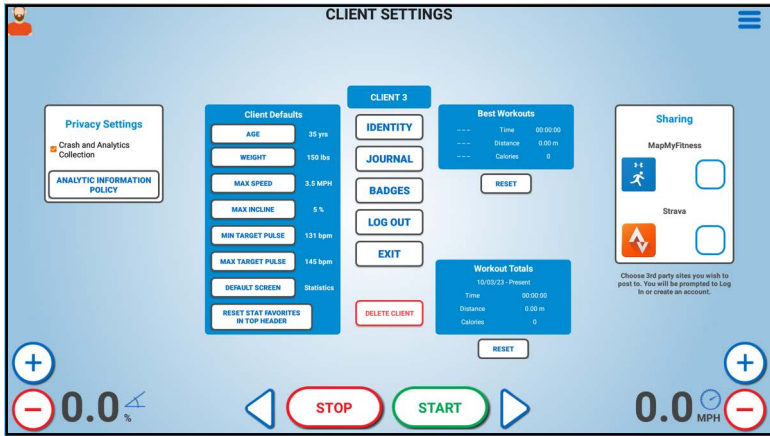 CLIENT SETTINGS
Privacy Settings
Crash and Analytics
Collection
ANALYTIC INFORMATION
POLICY
Client Defaults
AGE 35 yrs
WEIGHT 150 lbs
MAX SPEED 3.5 MPH
MAX INCLINE 5 %
MIN TARGET PULSE 131 bpm
MAX TARGET PULSE 145 bpm
DEFAULT SCREEN Statistics
RESET STAT FAVORITES
IN TOP HEADER
CLIENT 3
IDENTITY
JOURNAL
BADGES
LOG OUT
EXIT
DELETE CLIENT
Best Workouts
--- Time 00:00:00
--- Distance 0.00 m
--- Calories 0
RESET
Workout Totals
10/03/23 - Present
Time 00:00:00
Distance 0.00 m
Calories 0
RESET
Sharing
MapMyFitness
Strava
Choose 3rd party sites you wish to
post to. You will be prompted to Log
In or create an account.
+
−
0.0 %
STOP
START
0.0 MPH
+
−